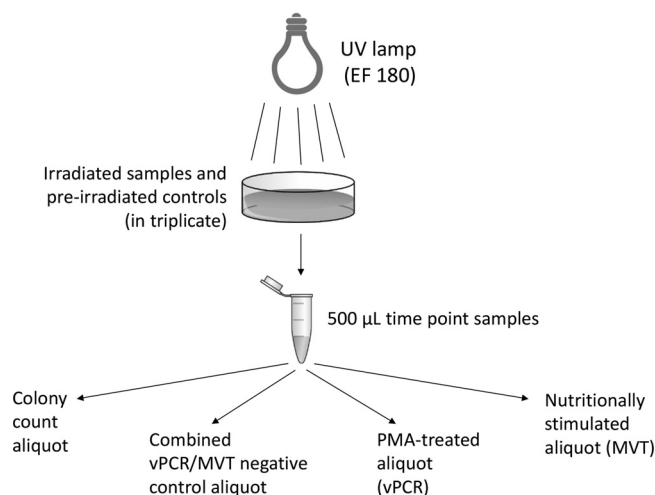 UV lamp
(EF 180)
Irradiated samples and
pre-irradiated controls
(in triplicate)
500 µL time point samples
Colony
count
aliquot
Combined
vPCR/MVT negative
control aliquot
PMA-treated
aliquot
(vPCR)
Nutritionally
stimulated
aliquot (MVT)